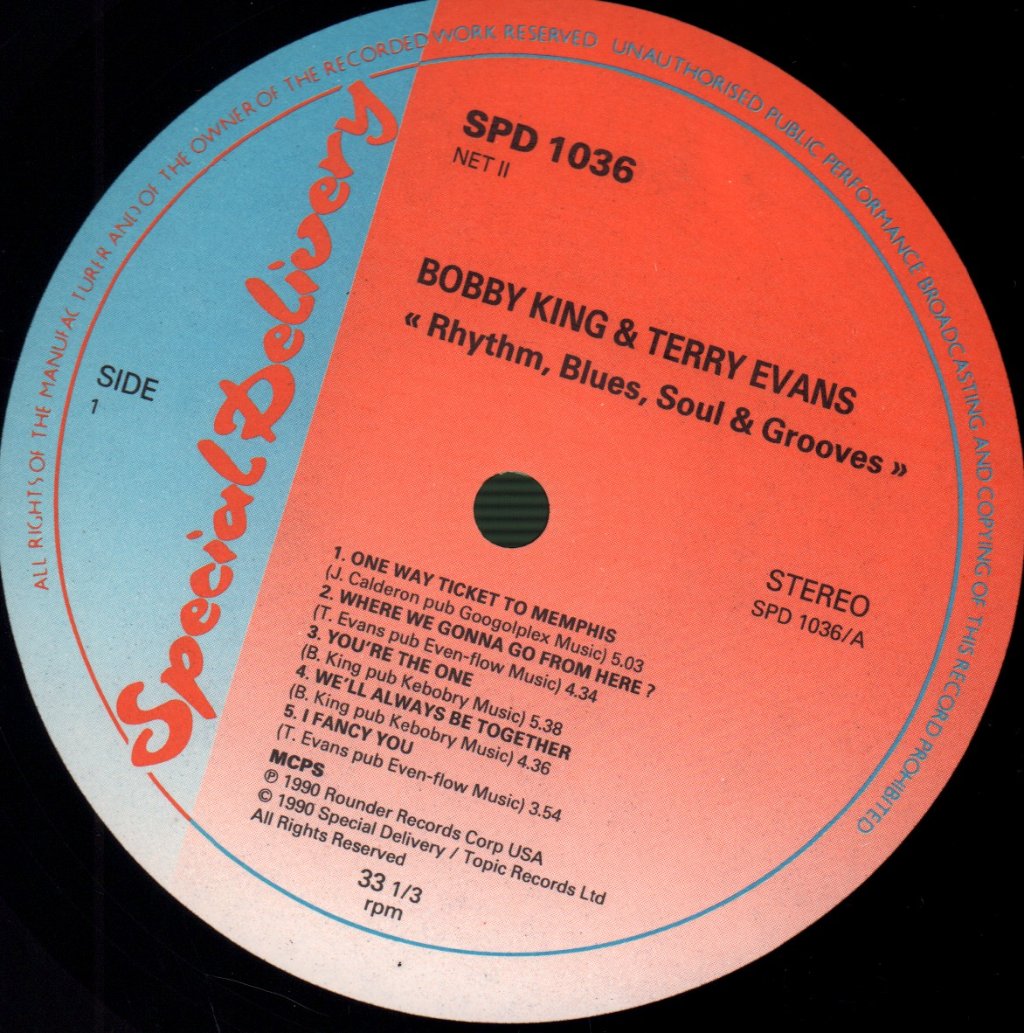 ALL RIGHTS OF THE MANUFACTURER AND OF THE OWNER OF THE RECORDED WORK RESERVED UNAUTHORISED PUBLIC PERFORMANCE BROADCASTING AND COPYING OF THIS RECORD PROHIBITED
Special Delivery
SPD 1036
NET II
BOBBY KING & TERRY EVANS
« Rhythm, Blues, Soul & Grooves »
SIDE
1
STEREO
SPD 1036/A
1. ONE WAY TICKET TO MEMPHIS
(J. Calderon pub Googolplex Music) 5.03
2. WHERE WE GONNA GO FROM HERE ?
(T. Evans pub Even-flow Music) 4.34
3. YOU'RE THE ONE
(B. King pub Kebobry Music) 5.38
4. WE'LL ALWAYS BE TOGETHER
(B. King pub Kebobry Music) 4.36
5. I FANCY YOU
(T. Evans pub Even-flow Music) 3.54
MCPS
℗ 1990 Rounder Records Corp USA
© 1990 Special Delivery / Topic Records Ltd
All Rights Reserved
33 1/3
rpm